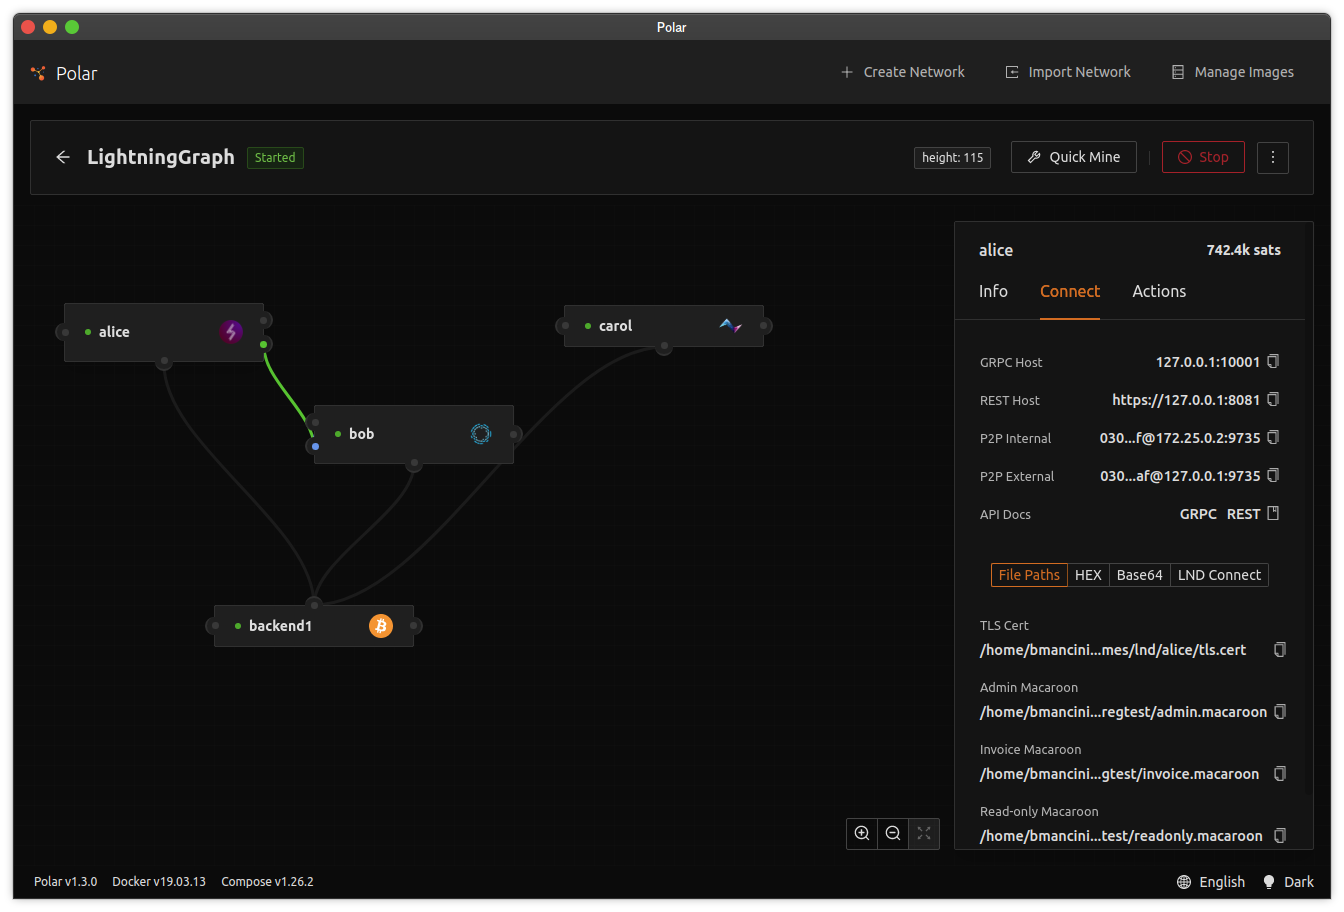 Polar
Polar
Create Network
Import Network
Manage Images
LightningGraph
Started
height: 115
Quick Mine
Stop
alice
742.4k sats
Info
Connect
Actions
alice
carol
bob
backend1
GRPC Host
127.0.0.1:10001
REST Host
https://127.0.0.1:8081
P2P Internal
030...f@172.25.0.2:9735
P2P External
030...af@127.0.0.1:9735
API Docs
GRPC REST
File Paths
HEX
Base64
LND Connect
TLS Cert
/home/bmancini...mes/lnd/alice/tls.cert
Admin Macaroon
/home/bmancini...regtest/admin.macaroon
Invoice Macaroon
/home/bmancini...gtest/invoice.macaroon
Read-only Macaroon
/home/bmancini...test/readonly.macaroon
Polar v1.3.0
Docker v19.03.13
Compose v1.26.2
English
Dark